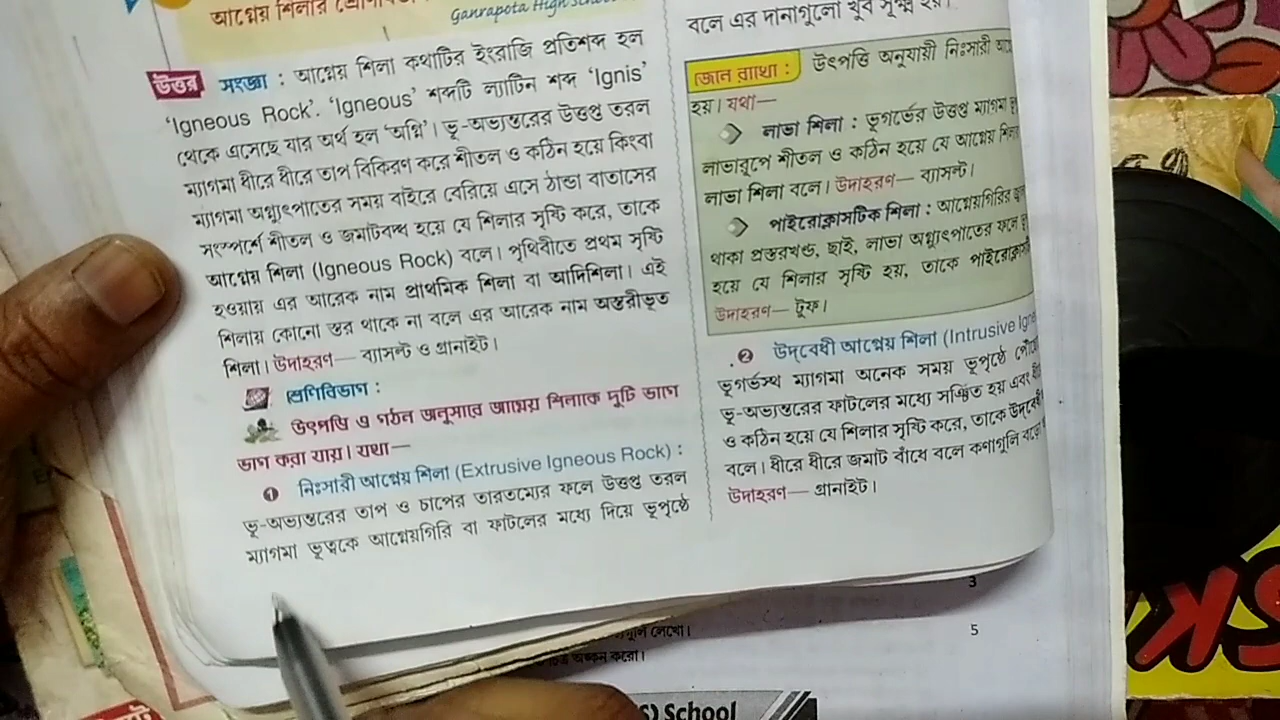 আগ্নেয় শিলার
Ganrapota High School
উত্তর সংজ্ঞা : আগ্নেয় শিলা কথাটির ইংরাজি প্রতিশব্দ হল
‘Igneous Rock’. ‘Igneous’ শব্দটি ল্যাটিন শব্দ ‘Ignis’
থেকে এসেছে যার অর্থ হল ‘অগ্নি’। ভূ-অভ্যন্তরের উত্তপ্ত তরল
ম্যাগমা ধীরে ধীরে তাপ বিকিরণ করে শীতল ও কঠিন হয়ে কিংবা
ম্যাগমা অগ্ন্যুৎপাতের সময় বাইরে বেরিয়ে এসে ঠান্ডা বাতাসের
সংস্পর্শে শীতল ও জমাটবদ্ধ হয়ে যে শিলার সৃষ্টি করে, তাকে
আগ্নেয় শিলা (Igneous Rock) বলে। পৃথিবীতে প্রথম সৃষ্টি
হওয়ায় এর আরেক নাম প্রাথমিক শিলা বা আদিশিলা। এই
শিলায় কোনো স্তর থাকে না বলে এর আরেক নাম অস্তরীভূত
শিলা। উদাহরণ— ব্যাসল্ট ও গ্রানাইট।
শ্রেণিবিভাগ :
উৎপত্তি ও গঠন অনুসারে আগ্নেয় শিলাকে দুটি ভাগে
ভাগ করা যায়। যথা—
❶ নিঃসারী আগ্নেয় শিলা (Extrusive Igneous Rock) :
ভূ-অভ্যন্তরের তাপ ও চাপের তারতম্যের ফলে উত্তপ্ত তরল
ম্যাগমা ভূত্বকে আগ্নেয়গিরি বা ফাটলের মধ্যে দিয়ে ভূপৃষ্ঠে
বলে এর দানাগুলো খুব সূক্ষ্ম হয়।
জেনে রাখো : উৎপত্তি অনুযায়ী নিঃসারী
হয়। যথা—
লাভা শিলা : ভূগর্ভের উত্তপ্ত ম্যাগমা
লাভারূপে শীতল ও কঠিন হয়ে যে আগ্নেয়
লাভা শিলা বলে। উদাহরণ— ব্যাসল্ট।
পাইরোক্লাসটিক শিলা : আগ্নেয়গিরির
থাকা প্রস্তরখণ্ড, ছাই, লাভা অগ্ন্যুৎপাতের ফলে
হয়ে যে শিলার সৃষ্টি হয়, তাকে
উদাহরণ— টুফ।
❷ উদ্‌বেধী আগ্নেয় শিলা (Intrusive
ভূগর্ভস্থ ম্যাগমা অনেক সময় ভূপৃষ্ঠে
ভূ-অভ্যন্তরের ফাটলের মধ্যে সঞ্চিত হয় এবং
ও কঠিন হয়ে যে শিলার সৃষ্টি করে, তাকে
বলে। ধীরে ধীরে জমাট বাঁধে বলে কণাগুলি
উদাহরণ— গ্রানাইট।
3
লেখো।
5
অঙ্কন করো।
School